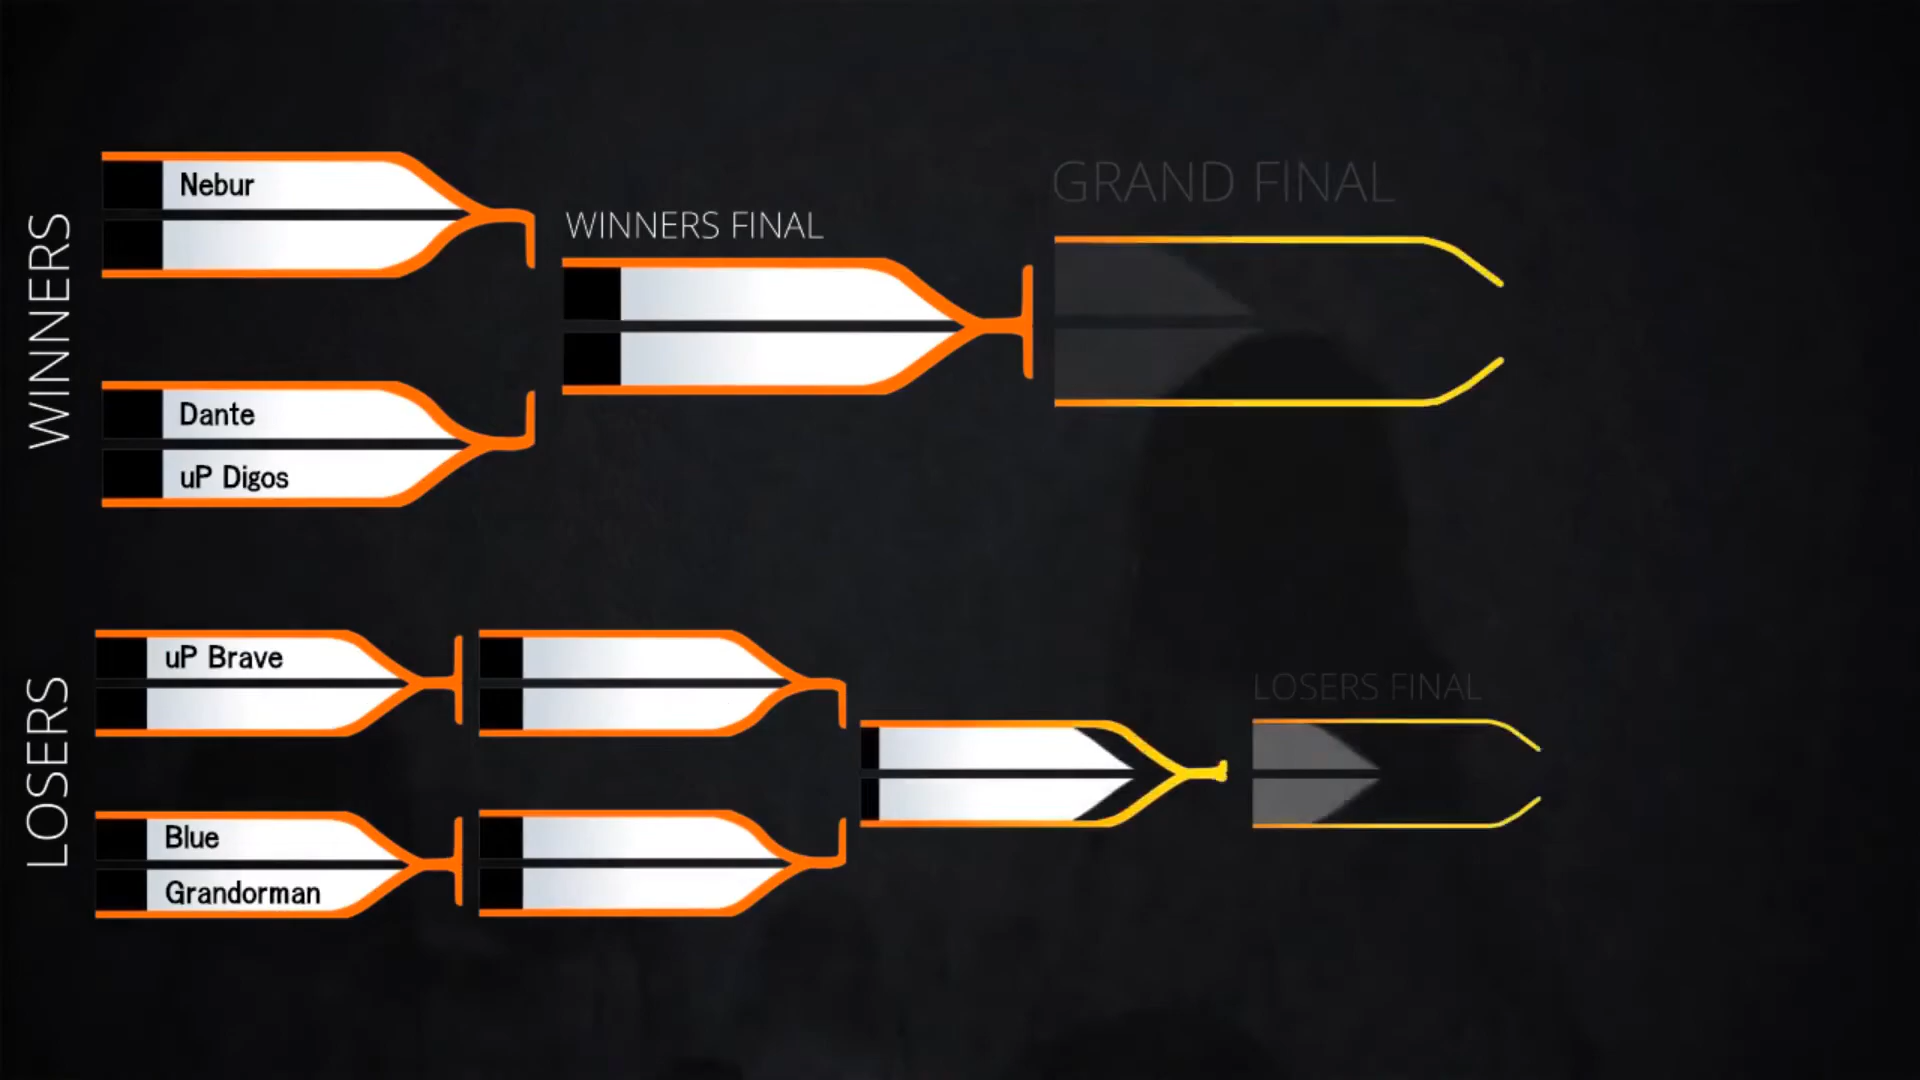 WINNERS
Nebur
Dante
uP Digos
WINNERS FINAL
GRAND FINAL
LOSERS
uP Brave
Blue
Grandorman
LOSERS FINAL